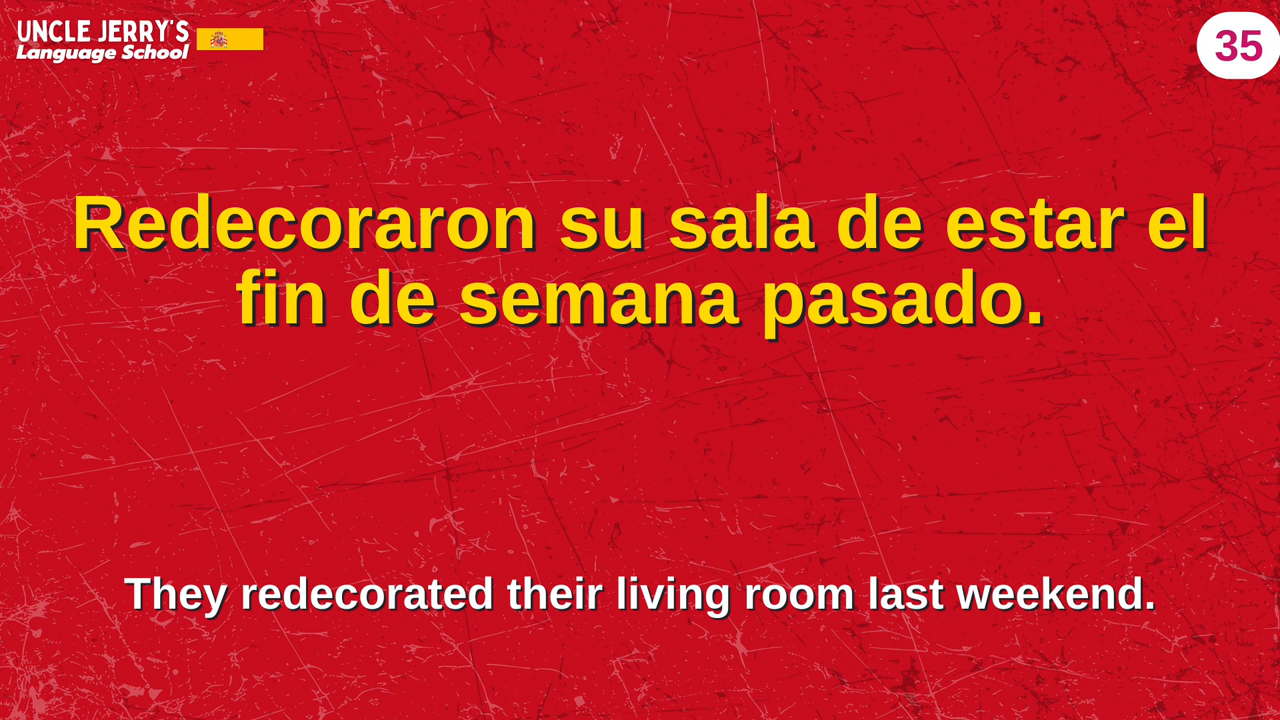 UNCLE JERRY'S
Language School
35
Redecoraron su sala de estar el
fin de semana pasado.
They redecorated their living room last weekend.